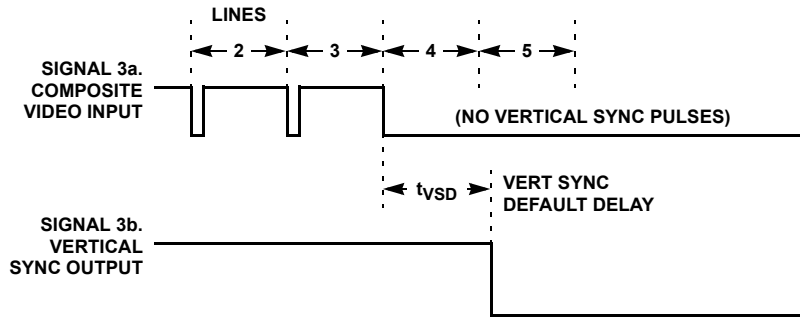 LINES
2 3 4 5
SIGNAL 3a.
COMPOSITE
VIDEO INPUT
(NO VERTICAL SYNC PULSES)
tVSD
VERT SYNC
DEFAULT DELAY
SIGNAL 3b.
VERTICAL
SYNC OUTPUT